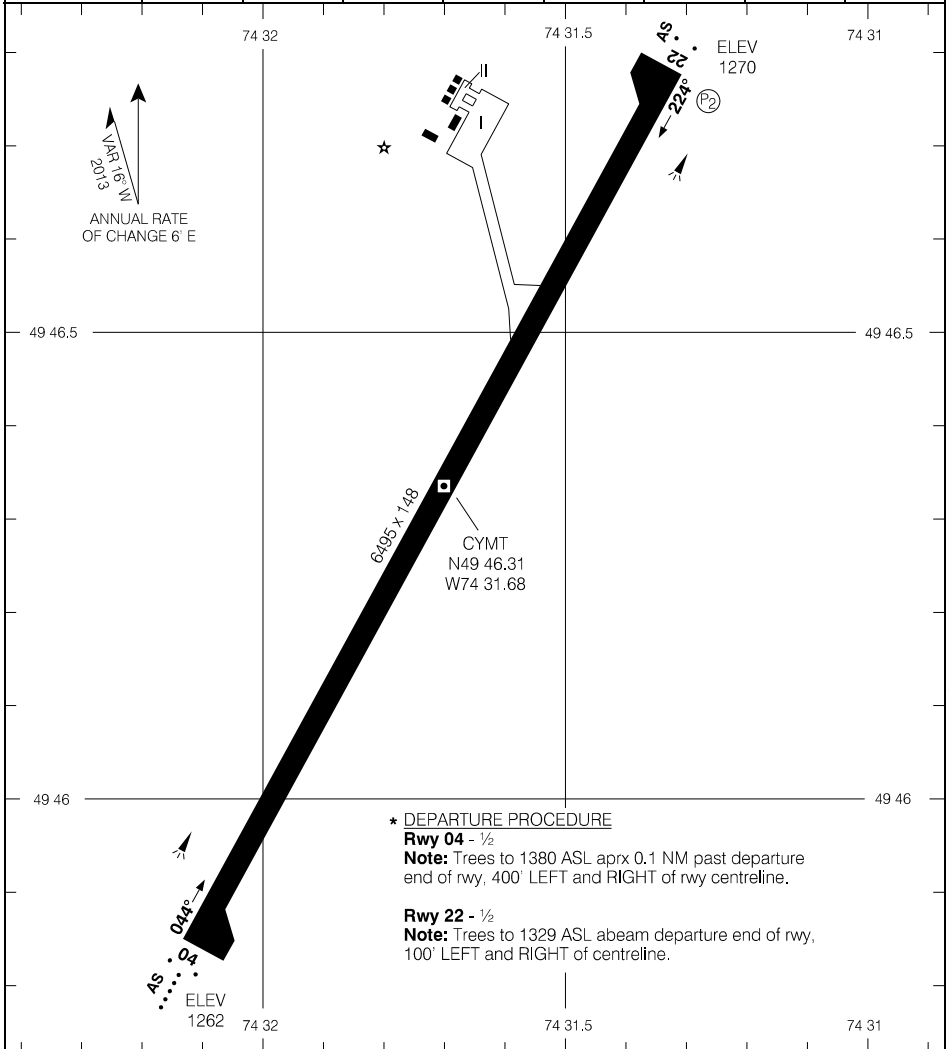 74 32
74 31.5
74 31
AS
22
ELEV
1270
224°
P2
II
I
VAR 16° W
2013
ANNUAL RATE
OF CHANGE 6' E
49 46.5
49 46.5
6495 x 148
CYMT
N49 46.31
W74 31.68
49 46
49 46
* DEPARTURE PROCEDURE
Rwy 04 - ½
Note: Trees to 1380 ASL aprx 0.1 NM past departure
end of rwy, 400' LEFT and RIGHT of rwy centreline.
Rwy 22 - ½
Note: Trees to 1329 ASL abeam departure end of rwy,
100' LEFT and RIGHT of centreline.
044°
04
AS
ELEV
1262
74 32
74 31.5
74 31